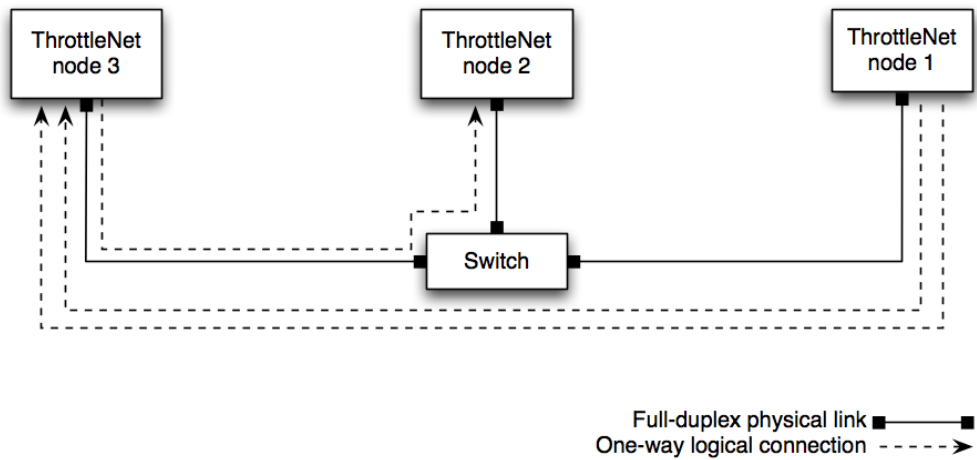 ThrottleNet
node 3
ThrottleNet
node 2
ThrottleNet
node 1
Switch
Full-duplex physical link
One-way logical connection